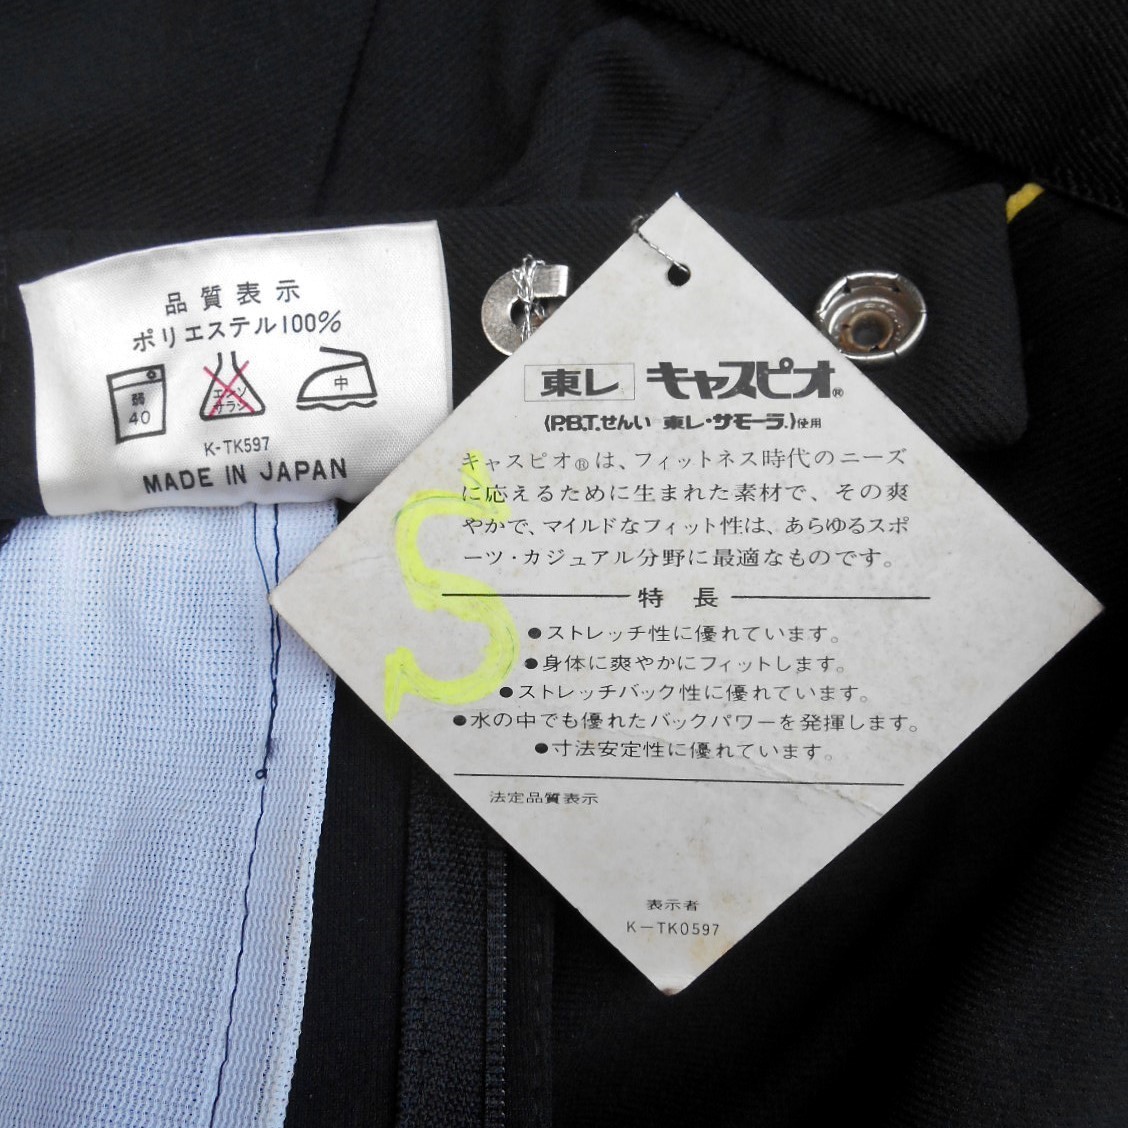 品質表示
ポリエステル100%
弱
40
エンソ
サラシ
中
K-TK597
MADE IN JAPAN
東レ キャスピオ®
(P.B.T.せんい 東レ・サモーラ.)使用
キャスピオ®は、フィットネス時代のニーズ
に応えるために生まれた素材で、その爽
やかで、マイルドなフィット性は、あらゆるスポ
ーツ・カジュアル分野に最適なものです。
特長
●ストレッチ性に優れています。
●身体に爽やかにフィットします。
●ストレッチバック性に優れています。
●水の中でも優れたバックパワーを発揮します。
●寸法安定性に優れています。
法定品質表示
表示者
K-TK0597
S